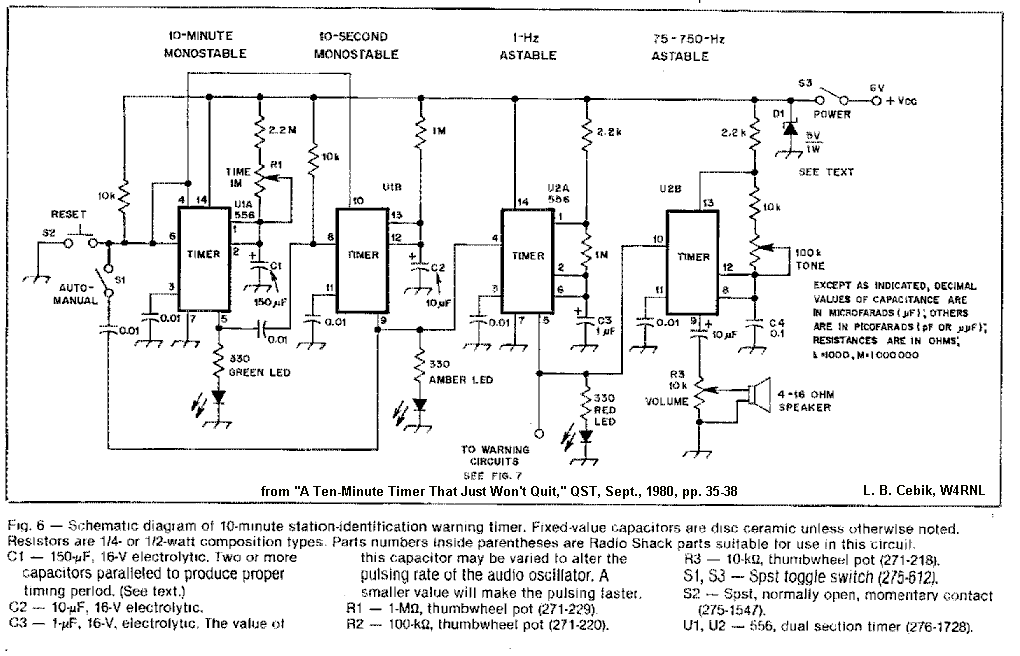 10-MINUTE
MONOSTABLE
10-SECOND
MONOSTABLE
1-Hz
ASTABLE
75-750-Hz
ASTABLE
S3
POWER
6V
+Vcc
D1
5V
1W
SEE TEXT
2.2M
R1
TIME
1M
10k
10k
1M
2.2k
2.2k
10k
100k
TONE
RESET
S2
S1
AUTO-
MANUAL
0.01
4
14
6
1
2
3
7
5
U1A
556
TIMER
+
C1
150µF
0.01
0.01
330
GREEN LED
U1B
10
13
8
12
11
9
TIMER
0.01
+
C2
10µF
330
AMBER LED
U2A
556
14
4
1
2
6
3
7
5
TIMER
1M
0.01
+
C3
1µF
330
RED
LED
TO WARNING
CIRCUITS
SEE FIG. 7
U2B
13
10
12
8
11
9
TIMER
0.01
+
10µF
C4
0.1
R3
10k
VOLUME
4-16 OHM
SPEAKER
EXCEPT AS INDICATED, DECIMAL
VALUES OF CAPACITANCE ARE
IN MICROFARADS (µF); OTHERS
ARE IN PICOFARADS (pF OR µµF);
RESISTANCES ARE IN OHMS;
k=1000, M=1000000
from "A Ten-Minute Timer That Just Won't Quit," QST, Sept., 1980, pp. 35-38
L. B. Cebik, W4RNL
Fig. 6 — Schematic diagram of 10-minute station-identification warning timer. Fixed-value capacitors are disc ceramic unless otherwise noted.
Resistors are 1/4- or 1/2-watt composition types. Parts numbers inside parentheses are Radio Shack parts suitable for use in this circuit.
C1 — 150-µF, 16-V electrolytic. Two or more
capacitors paralleled to produce proper
timing period. (See text.)
C2 — 10-µF, 16-V electrolytic.
C3 — 1-µF, 16-V, electrolytic. The value of
this capacitor may be varied to alter the
pulsing rate of the audio oscillator. A
smaller value will make the pulsing faster.
R1 — 1-MΩ, thumbwheel pot (271-229).
R2 — 100-kΩ, thumbwheel pot (271-220).
R3 — 10-kΩ, thumbwheel pot (271-218).
S1, S3 — Spst toggle switch (275-612).
S2 — Spst, normally open, momentary contact
(275-1547).
U1, U2 — 556, dual section timer (276-1728).